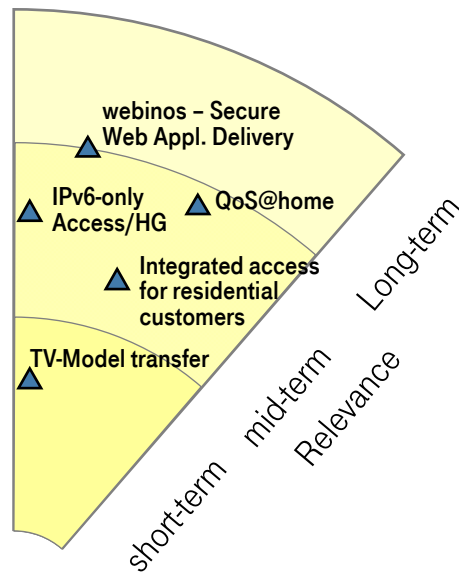 webinos – Secure
Web Appl. Delivery
IPv6-only
Access/HG
QoS@home
Integrated access
for residential
customers
TV-Model transfer
Long-term
mid-term
Relevance
short-term